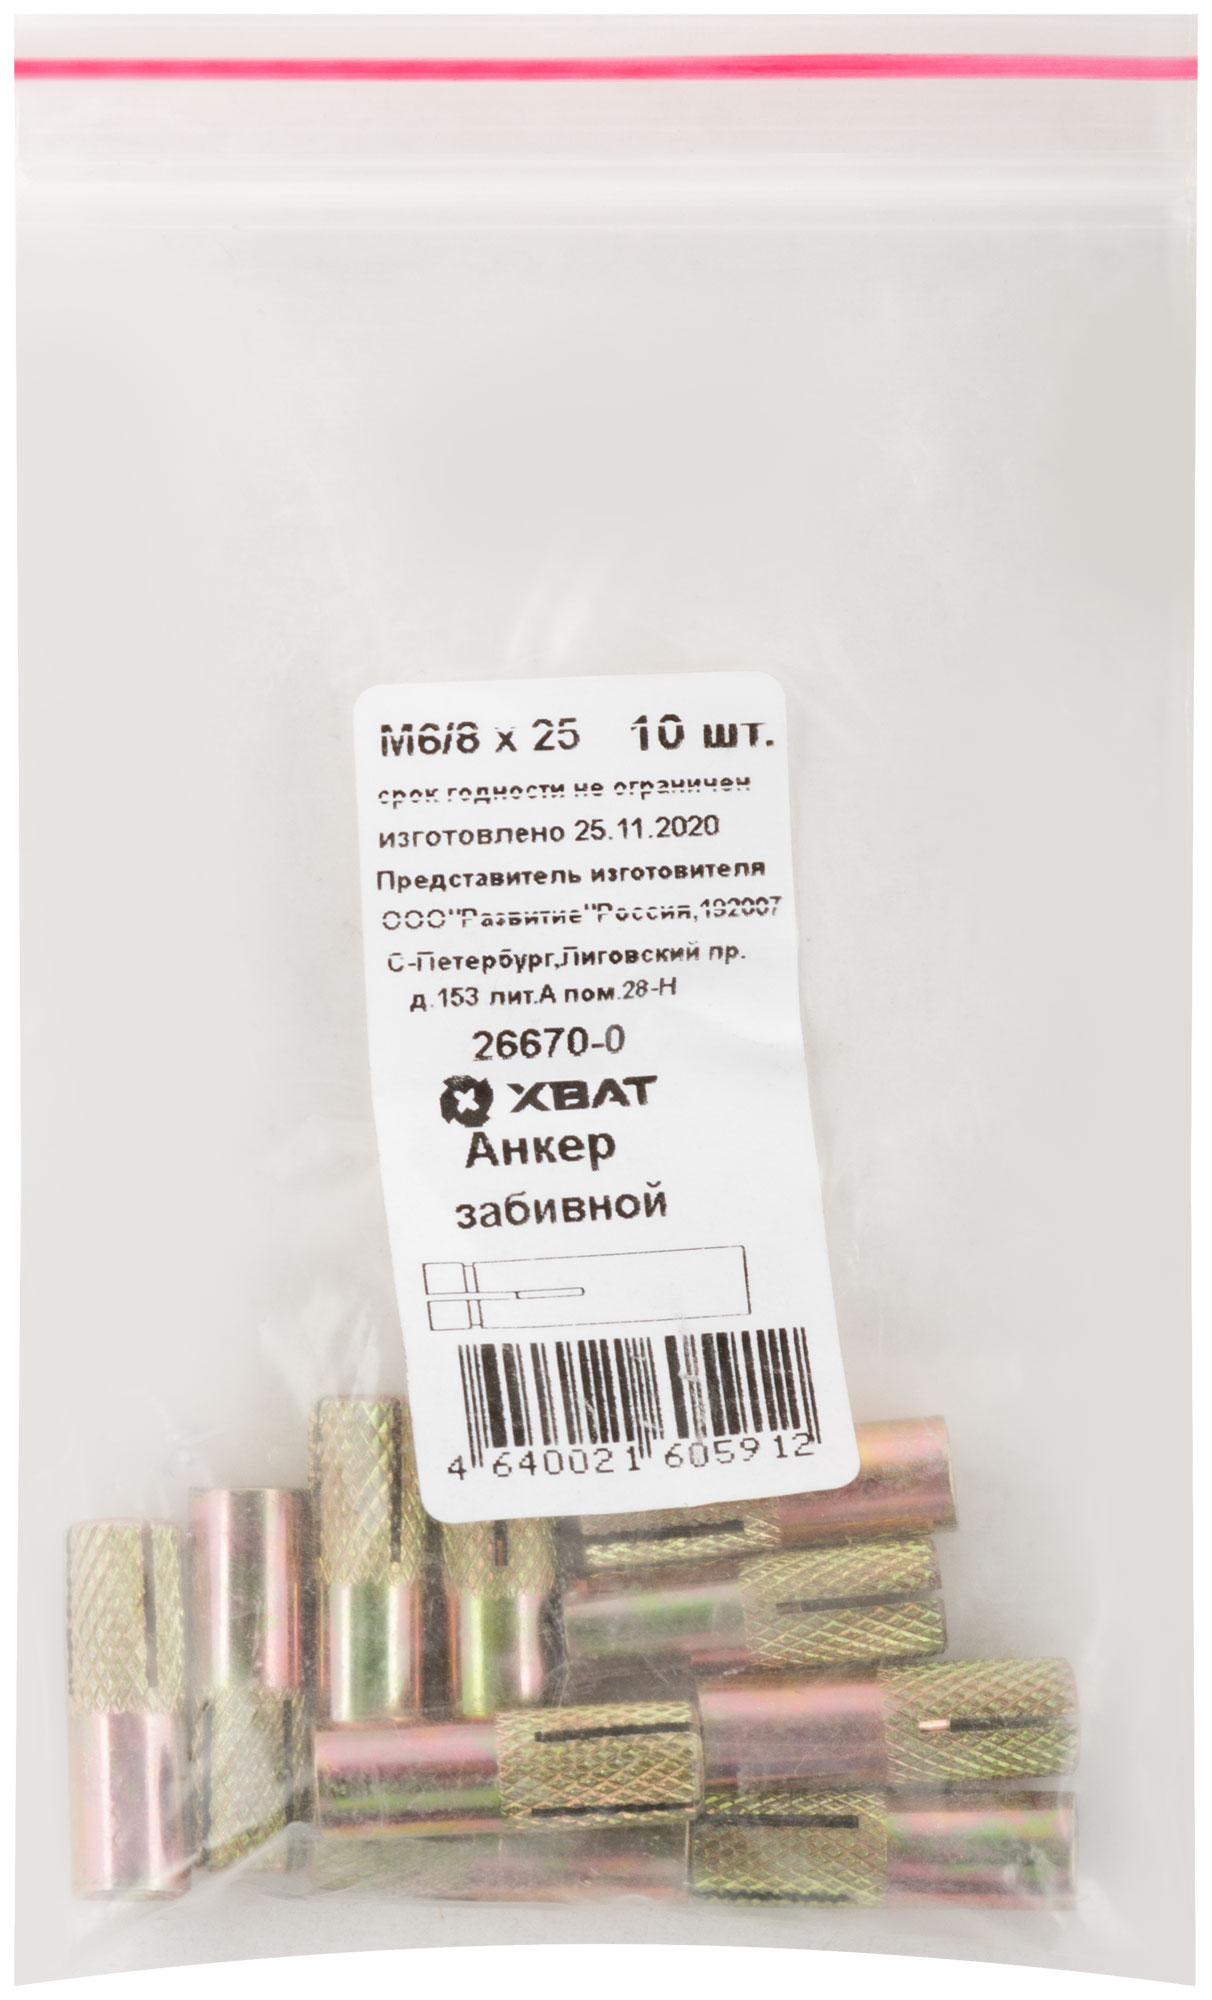 М6/8 х 25 10 шт.
срок годности не ограничен
изготовлено 25.11.2020
Представитель изготовителя
ООО"Развитие"Россия,192007
С-Петербург,Лиговский пр.
д.153 лит.А пом.28-Н
26670-0
ХВАТ
Анкер
забивной
4 640021 605912